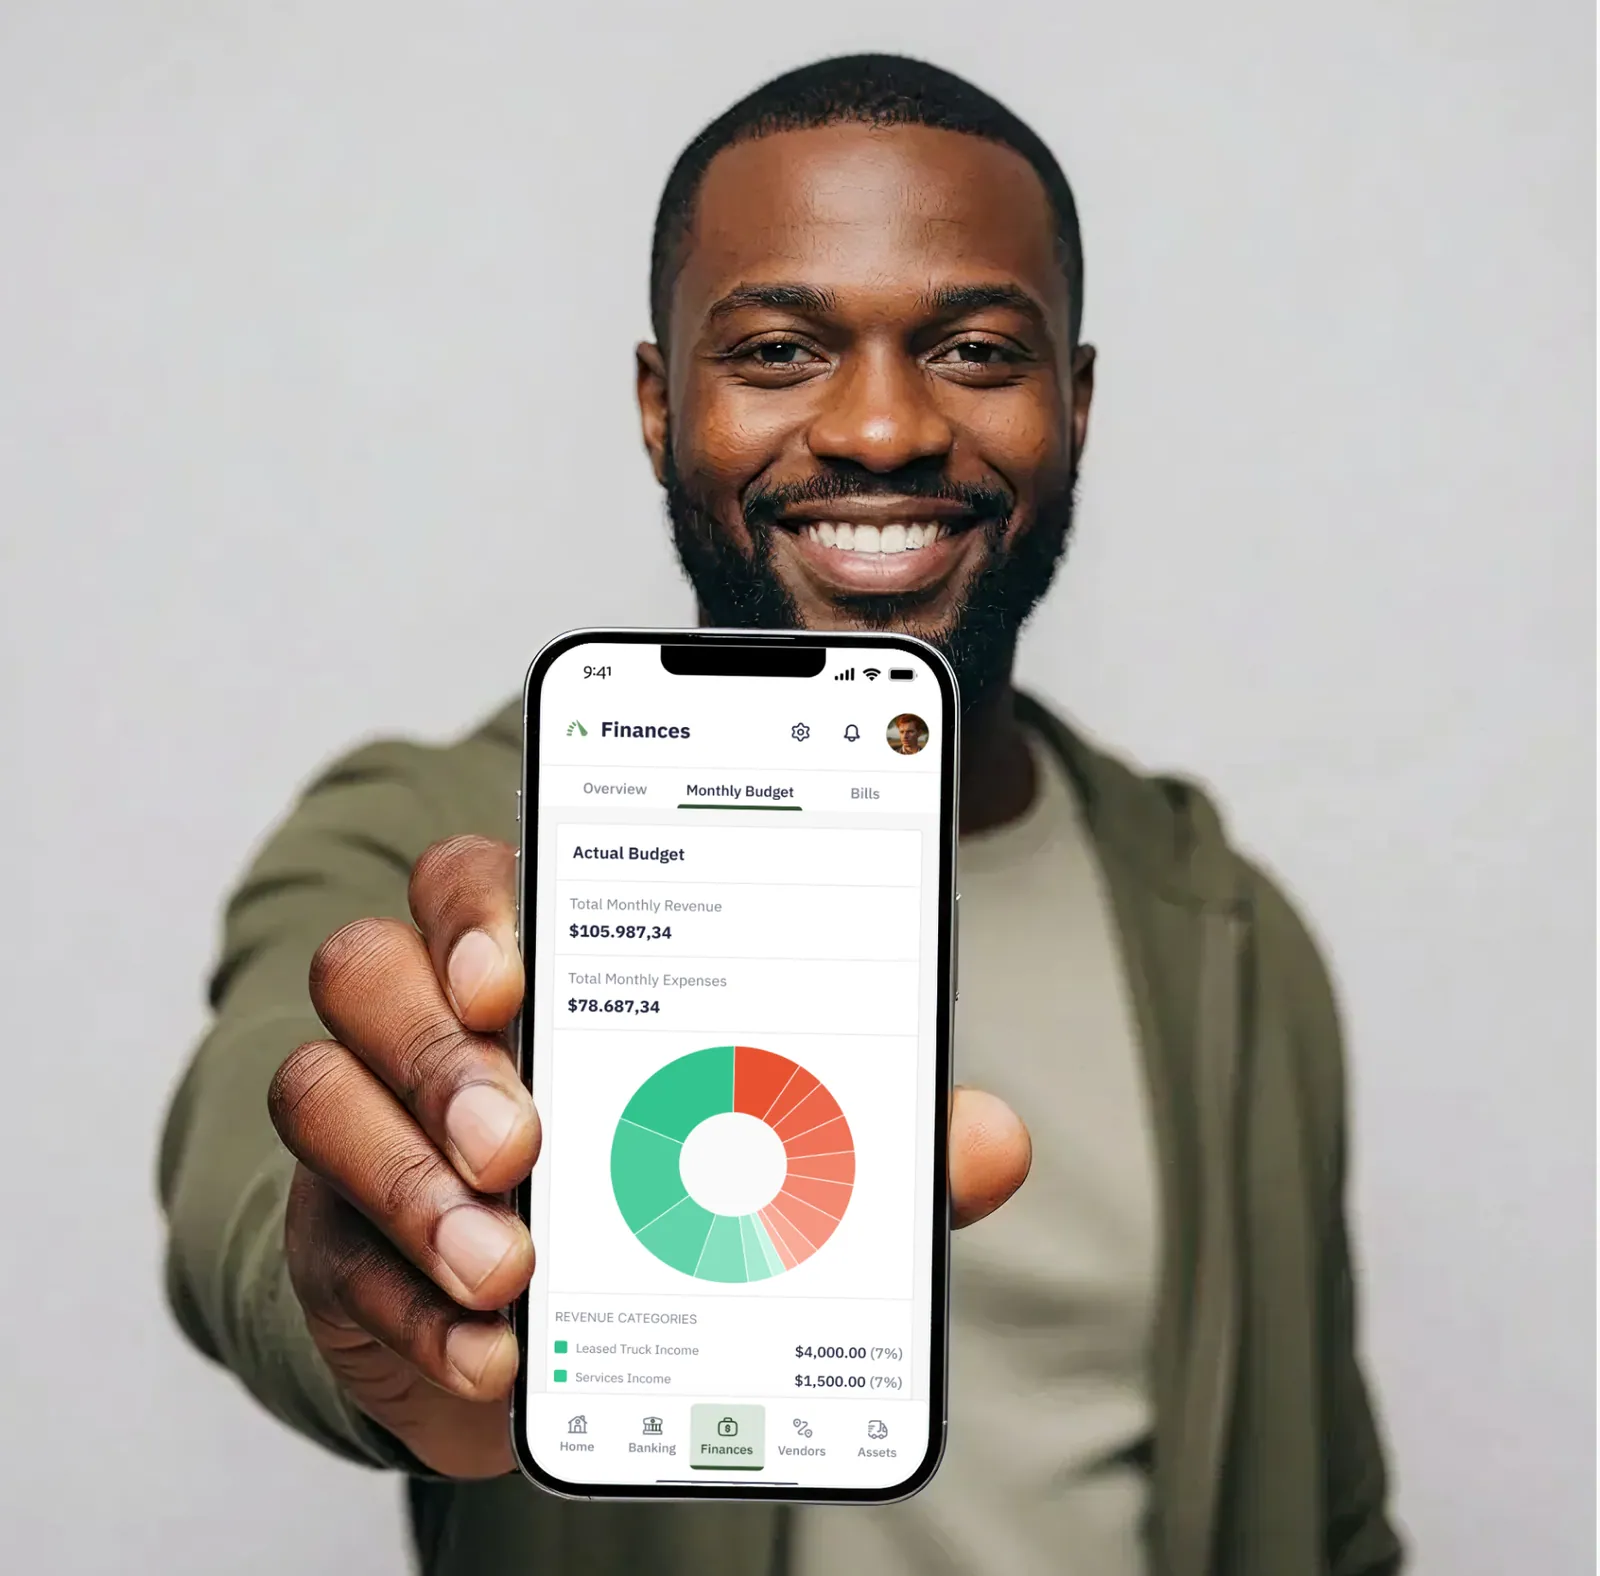 9:41
Finances
Overview Monthly Budget Bills
Actual Budget
Total Monthly Revenue
$105.987,34
Total Monthly Expenses
$78.687,34
REVENUE CATEGORIES
Leased Truck Income $4,000.00 (7%)
Services Income $1,500.00 (7%)
Home Banking Finances Vendors Assets